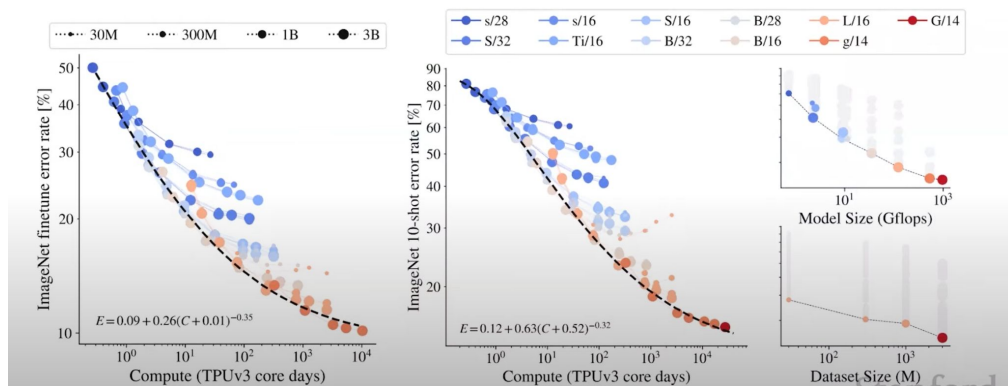 30M 300M 1B 3B
s/28 s/16 S/16 B/28 L/16 G/14
S/32 Ti/16 B/32 B/16 g/14
ImageNet finetune error rate [%]
50
40
30
20
10
E = 0.09 + 0.26(C + 0.01)^{-0.35}
10^0 10^1 10^2 10^3 10^4
Compute (TPUv3 core days)
ImageNet 10-shot error rate [%]
90
80
70
60
50
40
30
20
E = 0.12 + 0.63(C + 0.52)^{-0.32}
10^0 10^1 10^2 10^3 10^4
Compute (TPUv3 core days)
10^1 10^3
Model Size (Gflops)
10^2 10^3
Dataset Size (M)